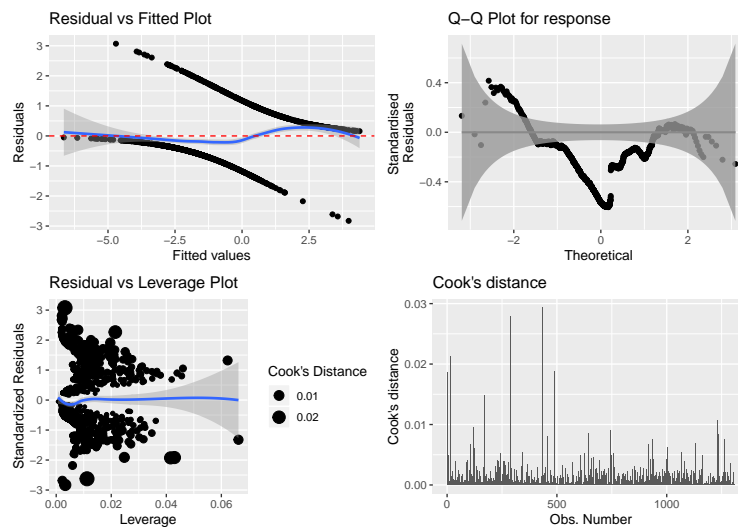 Residual vs Fitted Plot
3
2
1
0
−1
−2
−3
Residuals
−5.0 −2.5 0.0 2.5
Fitted values
Q−Q Plot for response
0.4
0.0
−0.4
Standardised
Residuals
−2 0 2
Theoretical
Residual vs Leverage Plot
3
2
1
0
−1
−2
−3
Standardized Residuals
0.00 0.02 0.04 0.06
Leverage
Cook's Distance
0.01
0.02
Cook's distance
0.03
0.02
0.01
0.00
Cook's distance
0 500 1000
Obs. Number